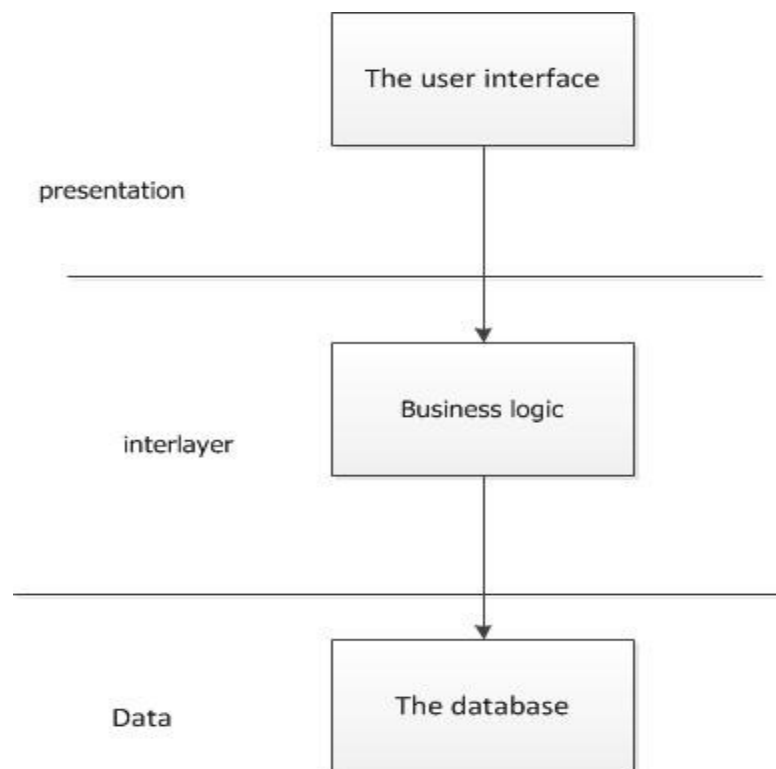 The user interface
presentation
Business logic
interlayer
The database
Data